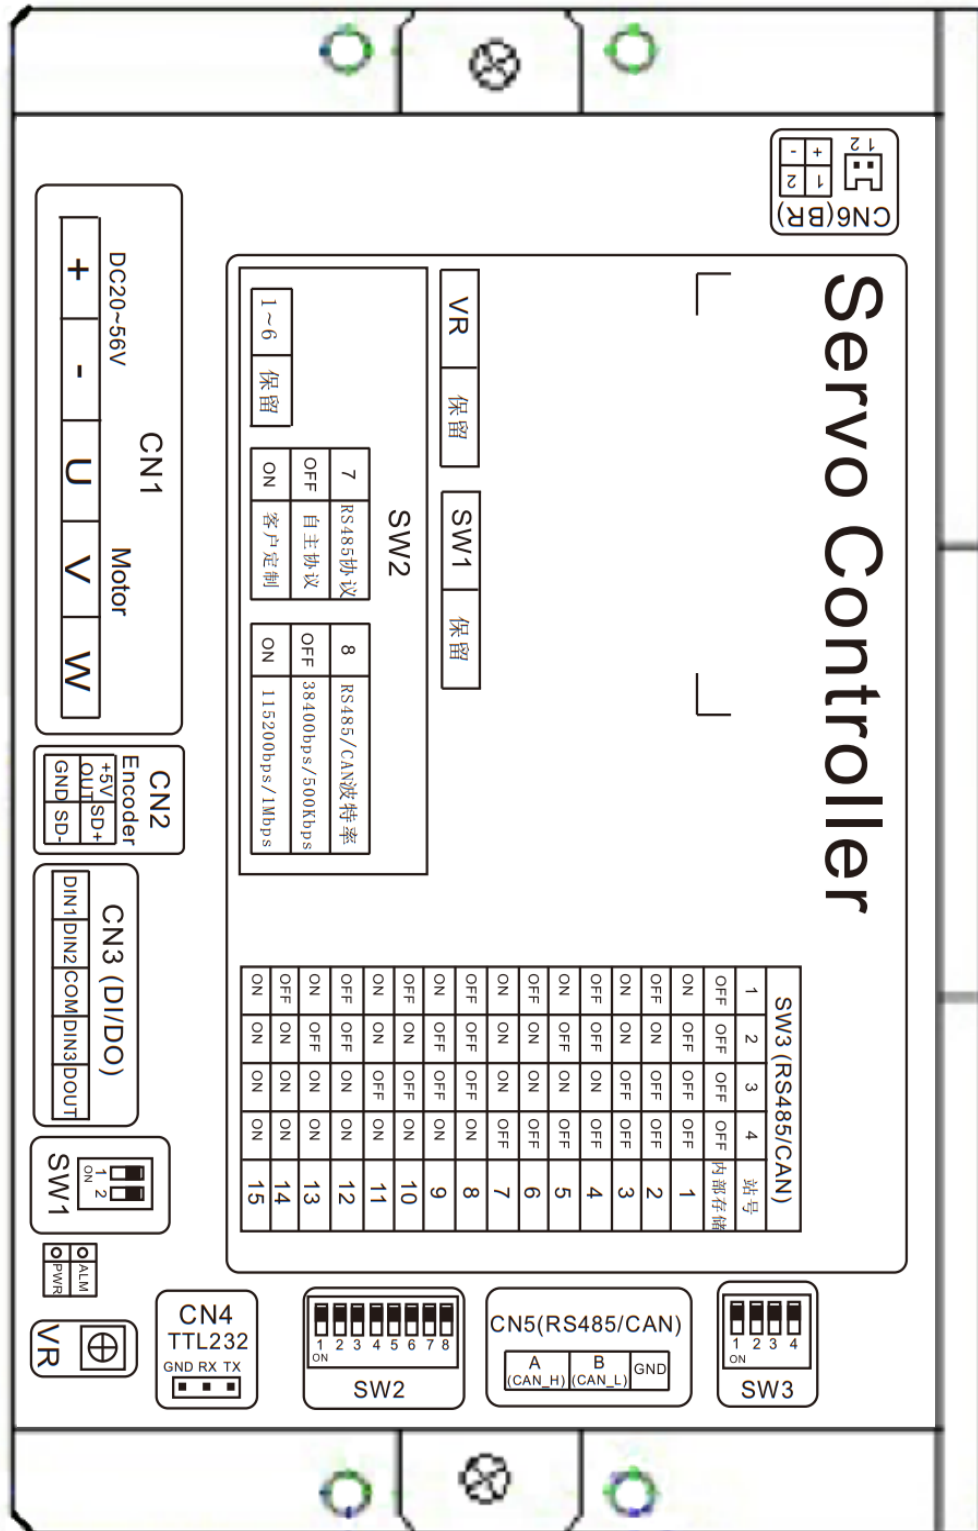 Servo Controller
CN6(BR)
1 2
+ -
1 2
VR 保留
SW1 保留
SW2
1~6 保留
7 RS485协议
OFF 自主协议
ON 客户定制
8 RS485/CAN波特率
OFF 38400bps/500Kbps
ON 115200bps/1Mbps
SW3 (RS485/CAN)
1 2 3 4 站号
OFF OFF OFF OFF 内部存储
ON OFF OFF OFF 1
OFF ON OFF OFF 2
ON ON OFF OFF 3
OFF OFF ON OFF 4
ON OFF ON OFF 5
OFF ON ON OFF 6
ON ON ON OFF 7
OFF OFF OFF ON 8
ON OFF OFF ON 9
OFF ON OFF ON 10
ON ON OFF ON 11
OFF OFF ON ON 12
ON OFF ON ON 13
OFF ON ON ON 14
ON ON ON ON 15
CN1
DC20~56V Motor
+ - U V W
CN2
Encoder
+5V OUT SD+
GND SD-
CN3 (DI/DO)
DIN1 DIN2 COM DIN3 DOUT
1 2
ON
SW1
ALM
PWR
VR
CN4
TTL232
GND RX TX
1 2 3 4 5 6 7 8
ON
SW2
CN5(RS485/CAN)
A (CAN_H) B (CAN_L) GND
1 2 3 4
ON
SW3